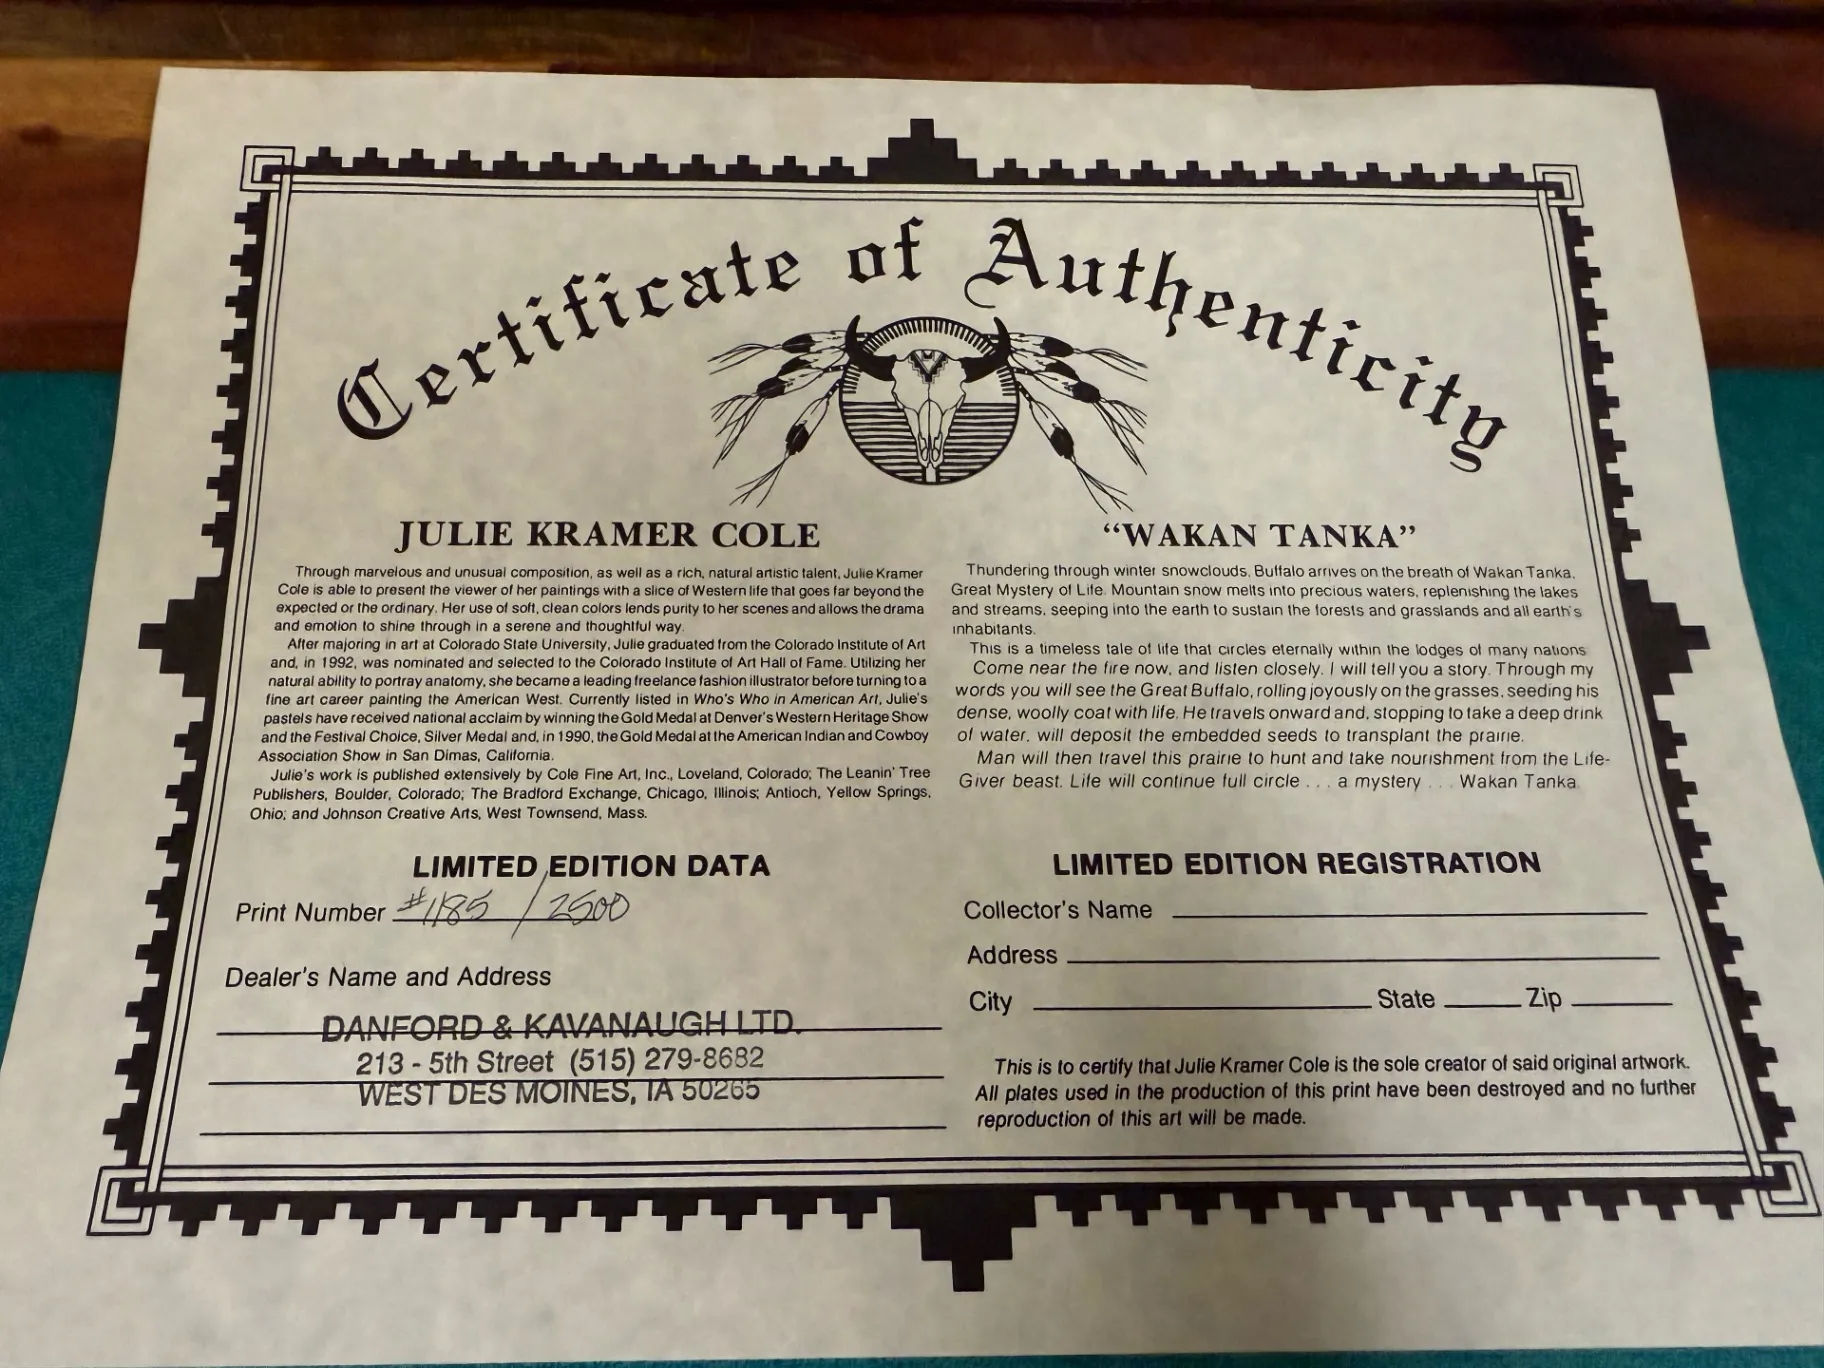 Certificate of Authenticity
JULIE KRAMER COLE
Through marvelous and unusual composition, as well as a rich, natural artistic talent, Julie Kramer
Cole is able to present the viewer of her paintings with a slice of Western life that goes far beyond the
expected or the ordinary. Her use of soft, clean colors lends purity to her scenes and allows the drama
and emotion to shine through in a serene and thoughtful way.
After majoring in art at Colorado State University, Julie graduated from the Colorado Institute of Art
and, in 1992, was nominated and selected to the Colorado Institute of Art Hall of Fame. Utilizing her
natural ability to portray anatomy, she became a leading freelance fashion illustrator before turning to a
fine art career painting the American West. Currently listed in Who's Who in American Art, Julie's
pastels have received national acclaim by winning the Gold Medal at Denver's Western Heritage Show
and the Festival Choice, Silver Medal and, in 1990, the Gold Medal at the American Indian and Cowboy
Association Show in San Dimas, California.
Julie's work is published extensively by Cole Fine Art, Inc., Loveland, Colorado; The Leanin' Tree
Publishers, Boulder, Colorado; The Bradford Exchange, Chicago, Illinois; Antioch, Yellow Springs,
Ohio; and Johnson Creative Arts, West Townsend, Mass.
LIMITED EDITION DATA
Print Number #1185 / 2500
Dealer's Name and Address
DANFORD & KAVANAUGH LTD.
213 - 5th Street (515) 279-8682
WEST DES MOINES, IA 50265
"WAKAN TANKA"
Thundering through winter snowclouds, Buffalo arrives on the breath of Wakan Tanka,
Great Mystery of Life. Mountain snow melts into precious waters, replenishing the lakes
and streams, seeping into the earth to sustain the forests and grasslands and all earth's
inhabitants.
This is a timeless tale of life that circles eternally within the lodges of many nations.
Come near the fire now, and listen closely. I will tell you a story. Through my
words you will see the Great Buffalo, rolling joyously on the grasses, seeding his
dense, woolly coat with life. He travels onward and, stopping to take a deep drink
of water, will deposit the embedded seeds to transplant the prairie.
Man will then travel this prairie to hunt and take nourishment from the Life-
Giver beast. Life will continue full circle . . . a mystery . . . Wakan Tanka.
LIMITED EDITION REGISTRATION
Collector's Name
Address
City State Zip
This is to certify that Julie Kramer Cole is the sole creator of said original artwork.
All plates used in the production of this print have been destroyed and no further
reproduction of this art will be made.